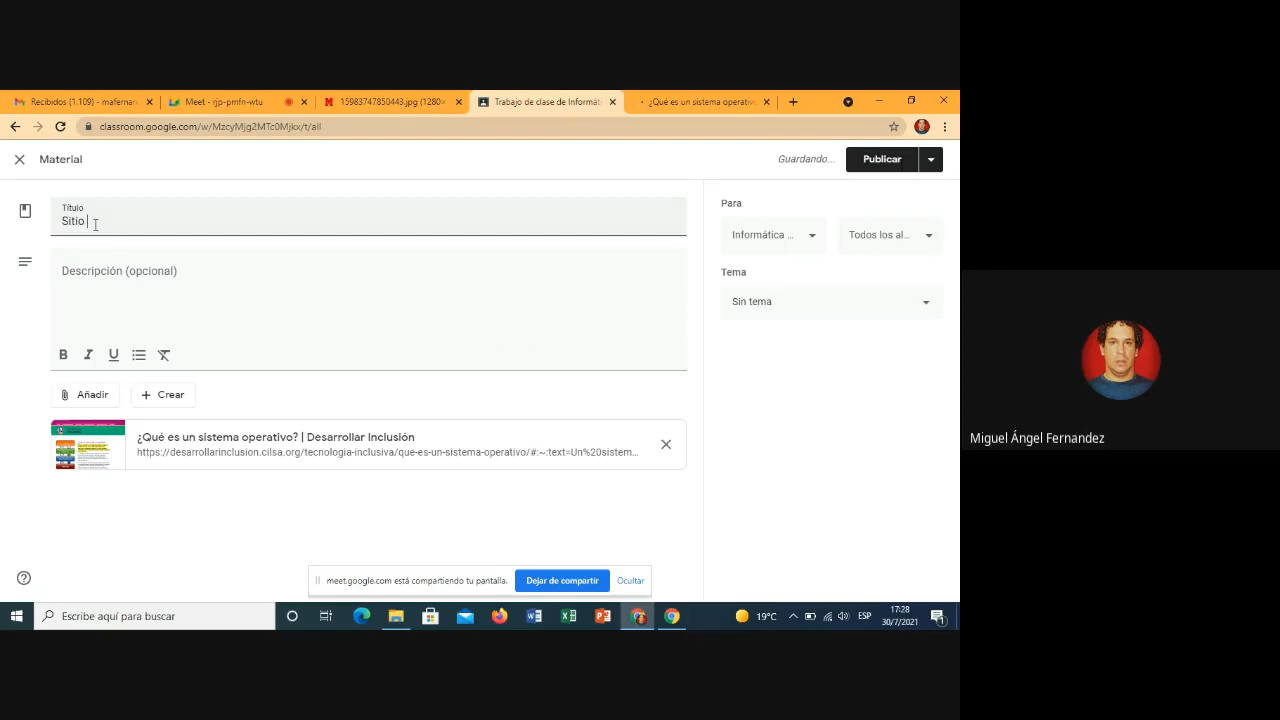 Recibidos (1.109) - mafernan
Meet - rjp-pmfn-wtu
15983747850443.jpg (1280×
Trabajo de clase de Informát
¿Qué es un sistema operativo
classroom.google.com/w/MzcyMjg2MTc0Mjkx/t/all
Material
Guardando...
Publicar
Título
Sitio
Descripción (opcional)
B I U
Añadir
Crear
¿Qué es un sistema operativo? | Desarrollar Inclusión
https://desarrollarinclusion.cilsa.org/tecnologia-inclusiva/que-es-un-sistema-operativo/#:~:text=Un%20sistem...
Para
Informática ...
Todos los al...
Tema
Sin tema
Miguel Ángel Fernandez
meet.google.com está compartiendo tu pantalla.
Dejar de compartir
Ocultar
Escribe aquí para buscar
19°C
ESP
17:28
30/7/2021
1